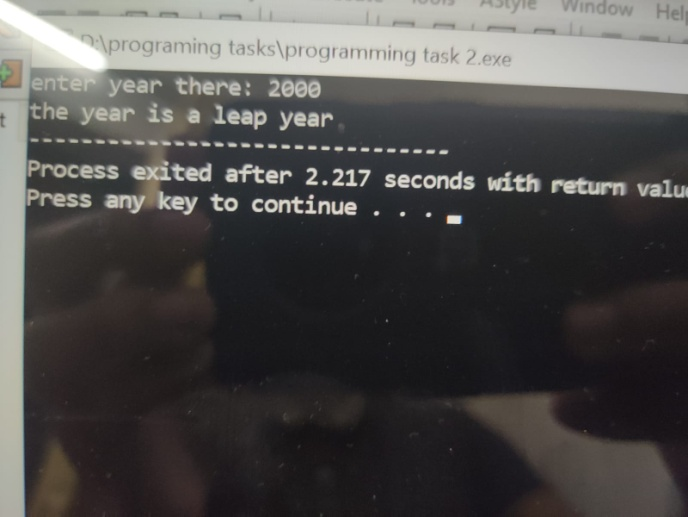 AStyle Window
D:\programing tasks\programming task 2.exe
enter year there: 2000
the year is a leap year
--------------------------------
Process exited after 2.217 seconds with return
Press any key to continue . . .